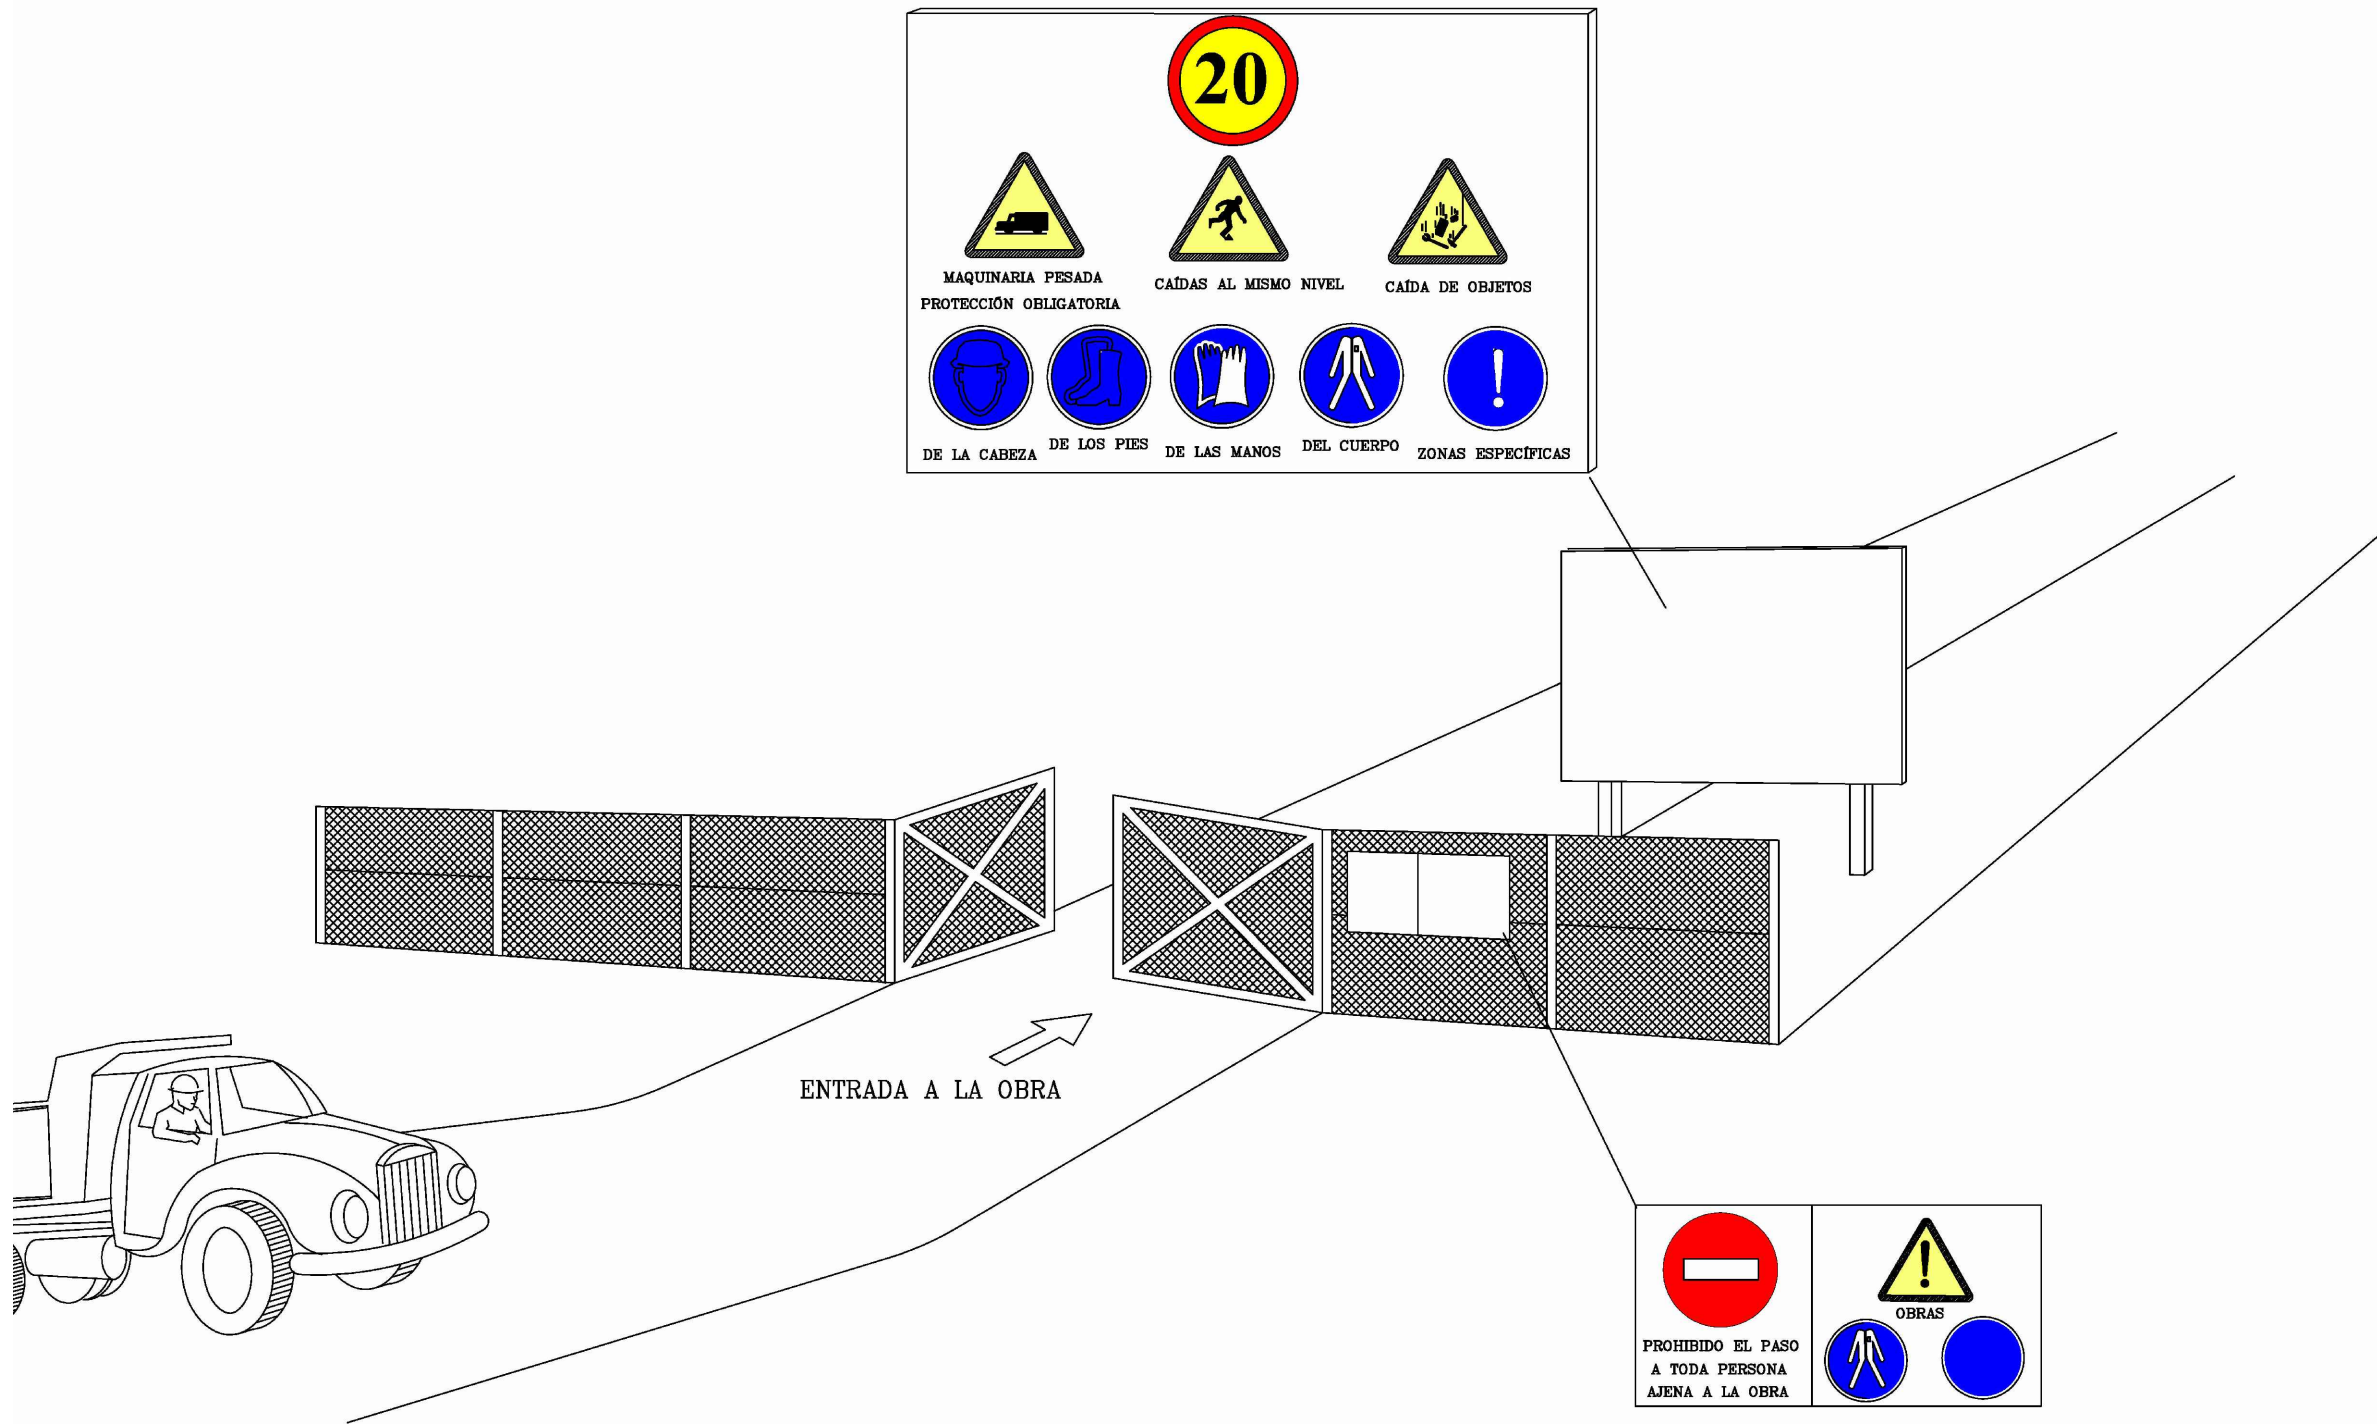 20
MAQUINARIA PESADA
CAÍDAS AL MISMO NIVEL
CAÍDA DE OBJETOS
PROTECCIÓN OBLIGATORIA
DE LA CABEZA
DE LOS PIES
DE LAS MANOS
DEL CUERPO
ZONAS ESPECÍFICAS
ENTRADA A LA OBRA
PROHIBIDO EL PASO
A TODA PERSONA
AJENA A LA OBRA
OBRAS